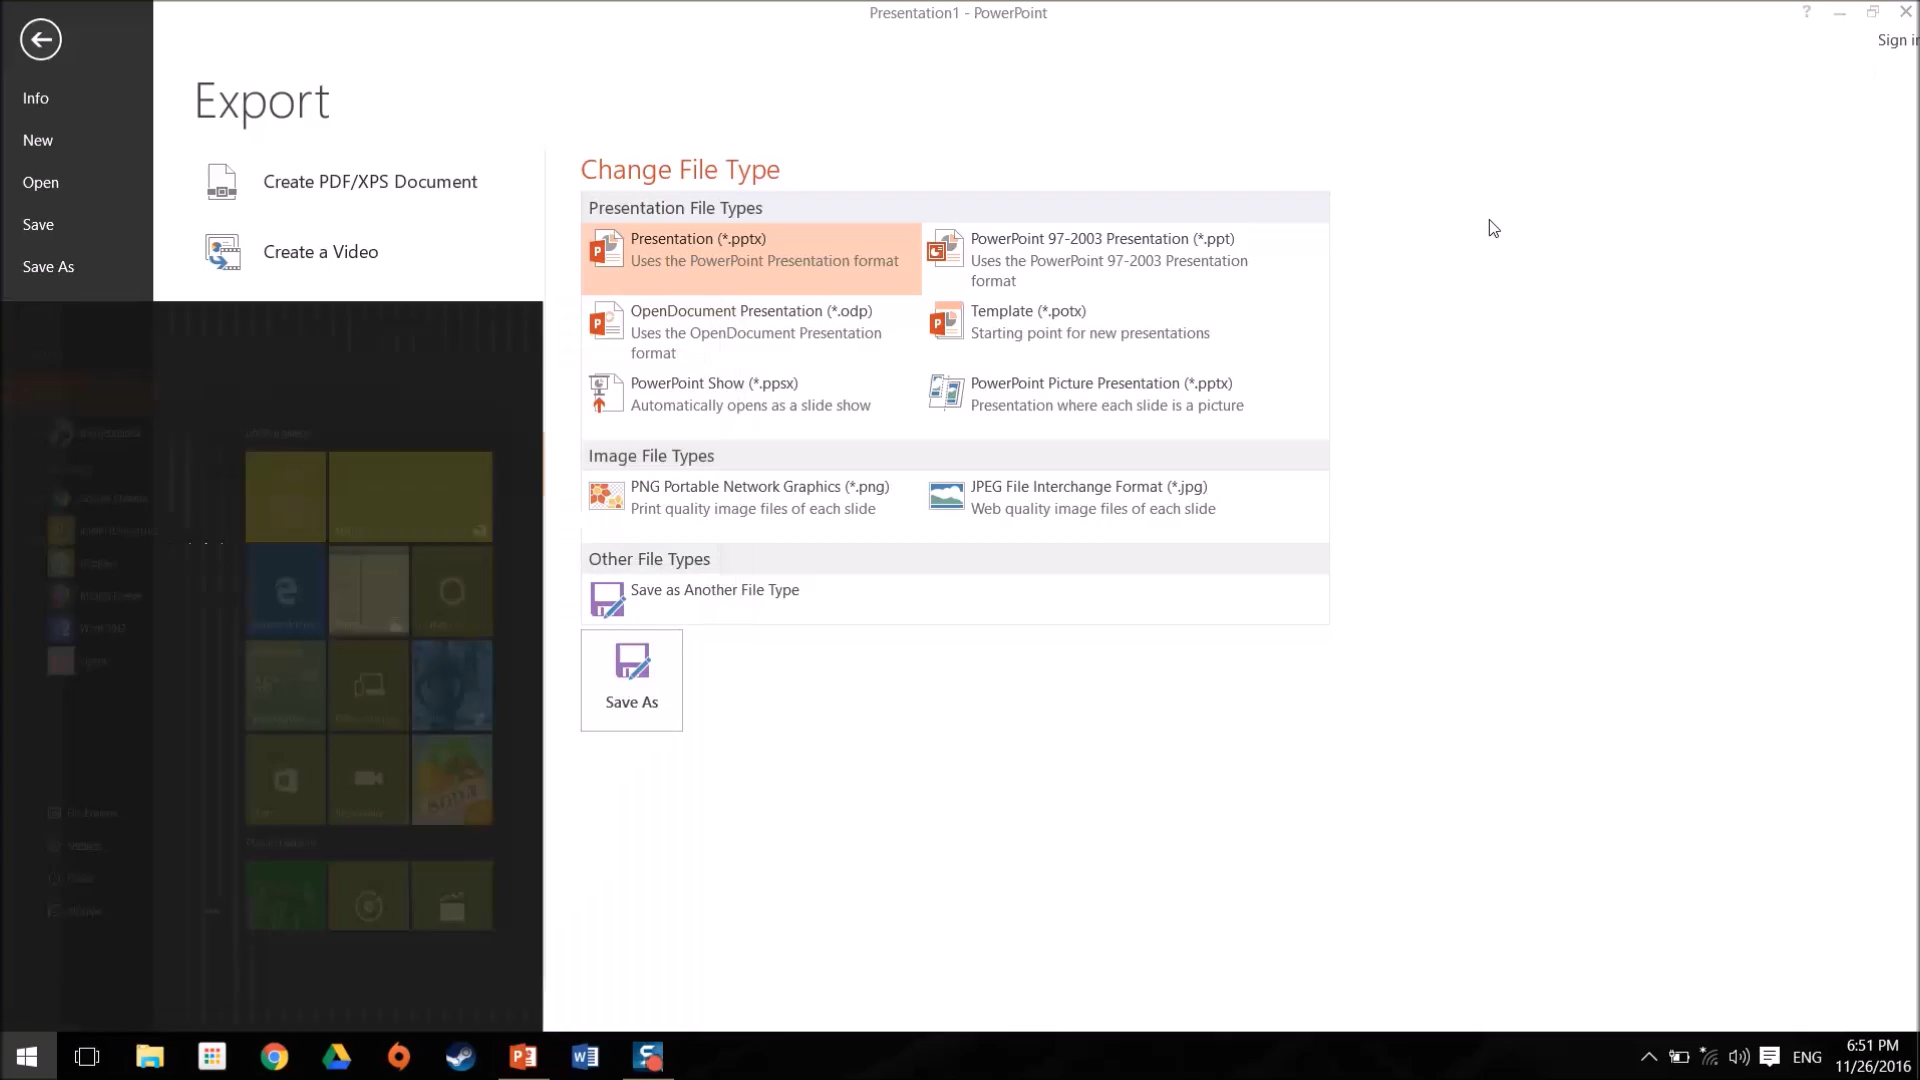 Presentation1 - PowerPoint
?
Sign in
Info
New
Open
Save
Save As
Export
Create PDF/XPS Document
Create a Video
Change File Type
Presentation File Types
Presentation (*.pptx)
Uses the PowerPoint Presentation format
PowerPoint 97-2003 Presentation (*.ppt)
Uses the PowerPoint 97-2003 Presentation
format
OpenDocument Presentation (*.odp)
Uses the OpenDocument Presentation
format
Template (*.potx)
Starting point for new presentations
PowerPoint Show (*.ppsx)
Automatically opens as a slide show
PowerPoint Picture Presentation (*.pptx)
Presentation where each slide is a picture
Image File Types
PNG Portable Network Graphics (*.png)
Print quality image files of each slide
JPEG File Interchange Format (*.jpg)
Web quality image files of each slide
Other File Types
Save as Another File Type
Save As
ENG
6:51 PM
11/26/2016